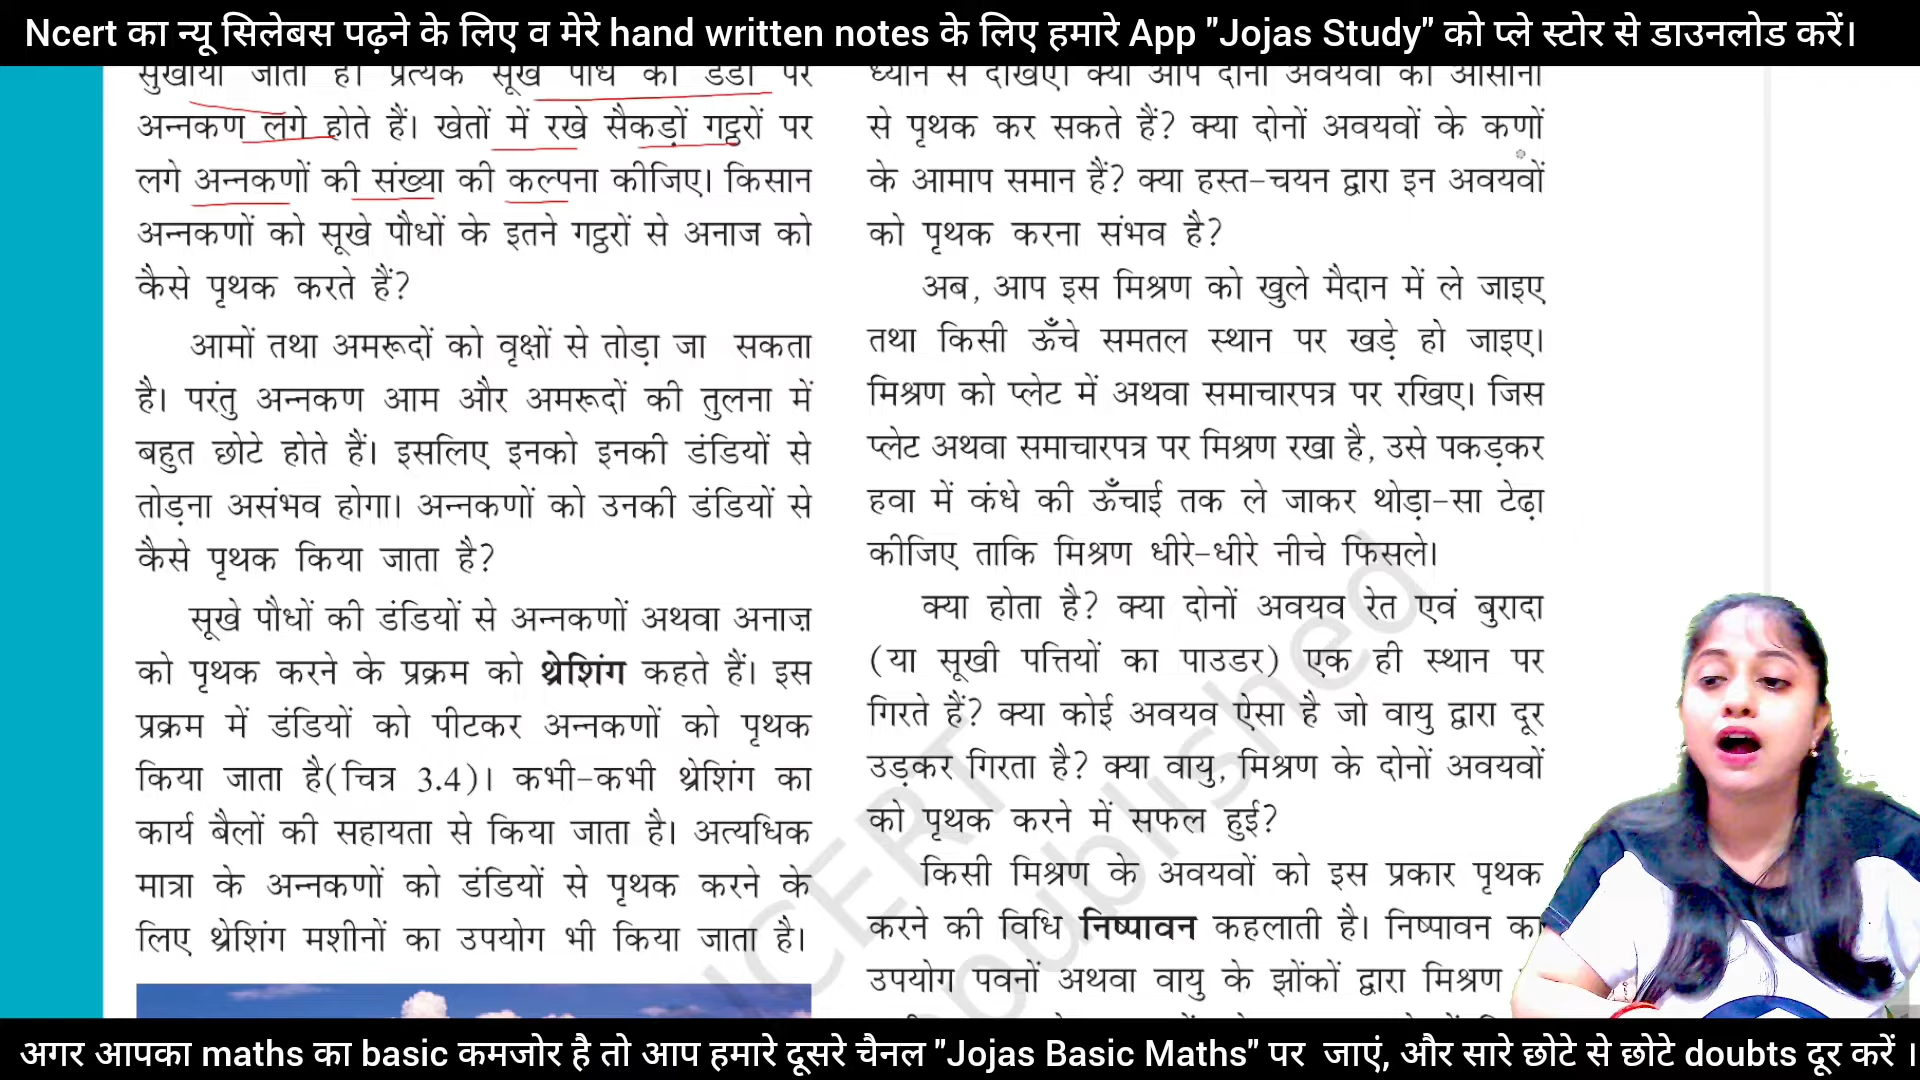 Ncert का न्यू सिलेबस पढ़ने के लिए व मेरे hand written notes के लिए हमारे App "Jojas Study" को प्ले स्टोर से डाउनलोड करें।
सुखाया जाता है। प्रत्येक सूखे पौधे की डंडी पर
अन्नकण लगे होते हैं। खेतों में रखे सैकड़ों गट्ठरों पर
लगे अन्नकणों की संख्या की कल्पना कीजिए। किसान
अन्नकणों को सूखे पौधों के इतने गट्ठरों से अनाज को
कैसे पृथक करते हैं?
आमों तथा अमरूदों को वृक्षों से तोड़ा जा सकता
है। परंतु अन्नकण आम और अमरूदों की तुलना में
बहुत छोटे होते हैं। इसलिए इनको इनकी डंडियों से
तोड़ना असंभव होगा। अन्नकणों को उनकी डंडियों से
कैसे पृथक किया जाता है?
सूखे पौधों की डंडियों से अन्नकणों अथवा अनाज़
को पृथक करने के प्रक्रम को थ्रेशिंग कहते हैं। इस
प्रक्रम में डंडियों को पीटकर अन्नकणों को पृथक
किया जाता है(चित्र 3.4)। कभी-कभी थ्रेशिंग का
कार्य बैलों की सहायता से किया जाता है। अत्यधिक
मात्रा के अन्नकणों को डंडियों से पृथक करने के
लिए थ्रेशिंग मशीनों का उपयोग भी किया जाता है।
ध्यान से देखिए। क्या आप दोनों अवयवों को आसानी
से पृथक कर सकते हैं? क्या दोनों अवयवों के कणों
के आमाप समान हैं? क्या हस्त-चयन द्वारा इन अवयवों
को पृथक करना संभव है?
अब, आप इस मिश्रण को खुले मैदान में ले जाइए
तथा किसी ऊँचे समतल स्थान पर खड़े हो जाइए।
मिश्रण को प्लेट में अथवा समाचारपत्र पर रखिए। जिस
प्लेट अथवा समाचारपत्र पर मिश्रण रखा है, उसे पकड़कर
हवा में कंधे की ऊँचाई तक ले जाकर थोड़ा-सा टेढ़ा
कीजिए ताकि मिश्रण धीरे-धीरे नीचे फिसले।
क्या होता है? क्या दोनों अवयव रेत एवं बुरादा
(या सूखी पत्तियों का पाउडर) एक ही स्थान पर
गिरते हैं? क्या कोई अवयव ऐसा है जो वायु द्वारा दूर
उड़कर गिरता है? क्या वायु, मिश्रण के दोनों अवयवों
को पृथक करने में सफल हुई?
किसी मिश्रण के अवयवों को इस प्रकार पृथक
करने की विधि निष्पावन कहलाती है। निष्पावन का
उपयोग पवनों अथवा वायु के झोंकों द्वारा मिश्रण
NCERT
published
अगर आपका maths का basic कमजोर है तो आप हमारे दूसरे चैनल "Jojas Basic Maths" पर जाएं, और सारे छोटे से छोटे doubts दूर करें ।